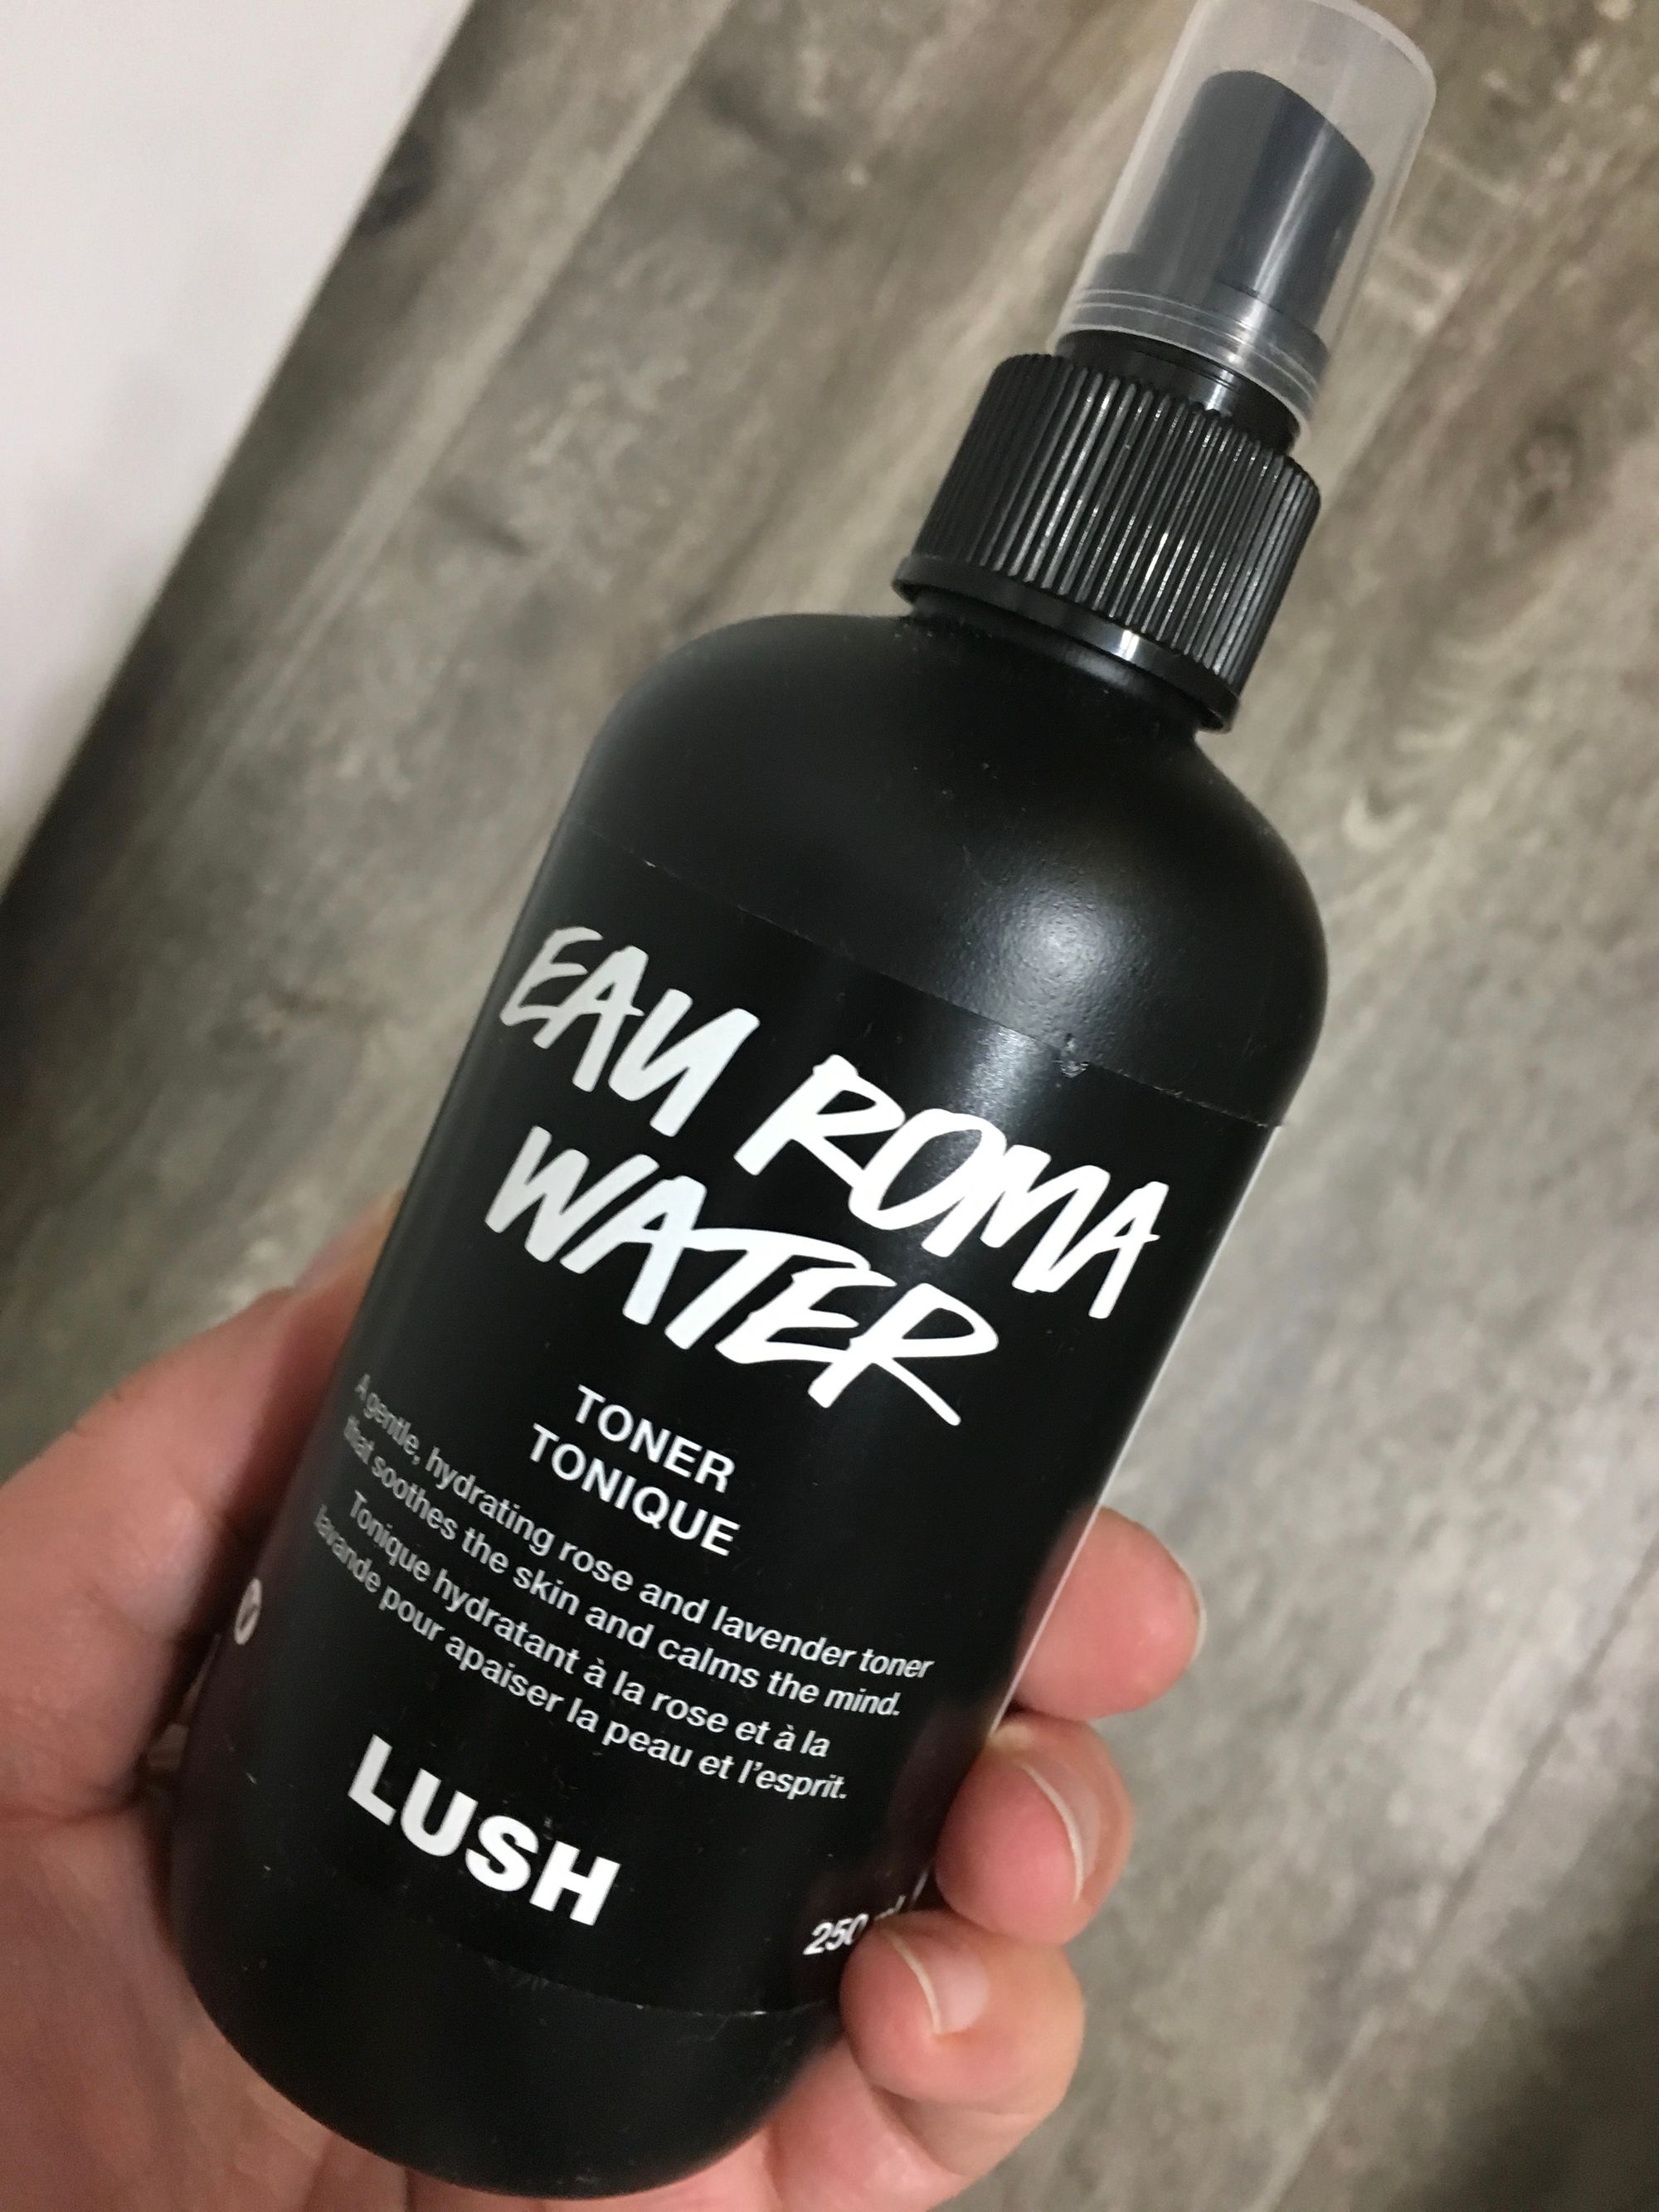 EAU ROMA
WATER
TONER
TONIQUE
A gentle, hydrating rose and lavender toner
that soothes the skin and calms the mind.
Tonique hydratant à la rose et à la
lavande pour apaiser la peau et l'esprit.
LUSH
250